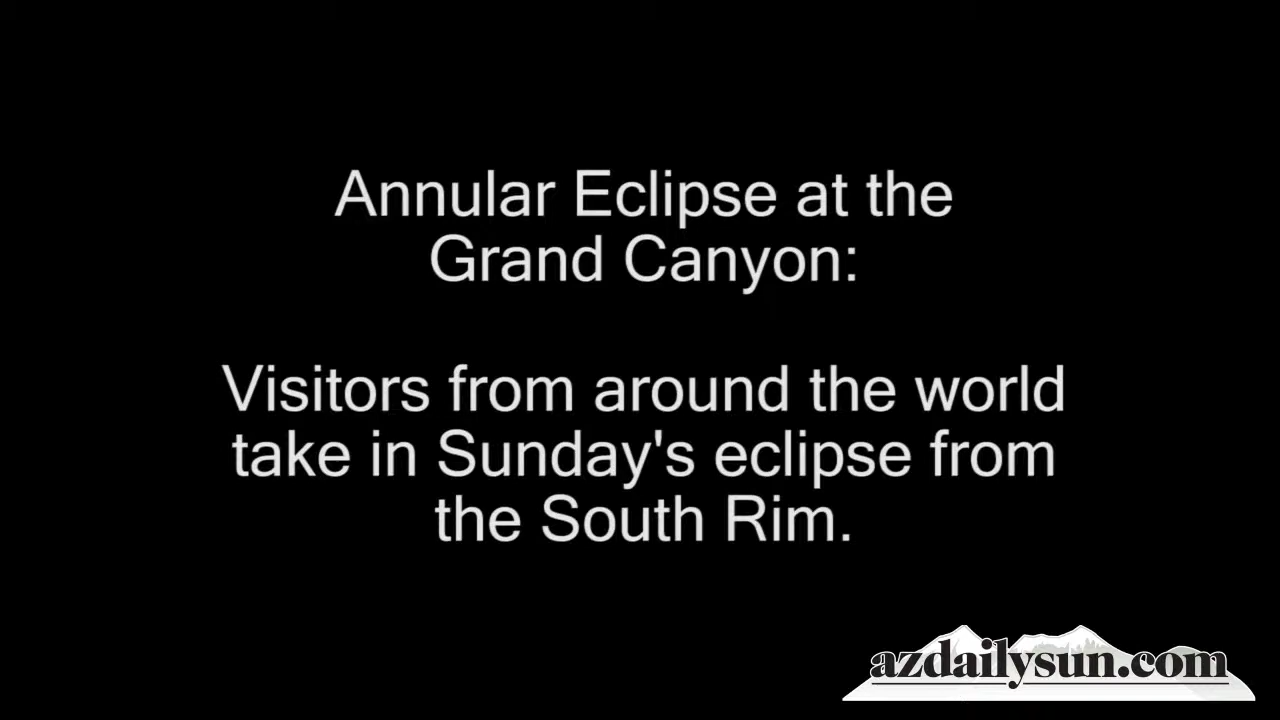 Annular Eclipse at the
Grand Canyon:
Visitors from around the world
take in Sunday's eclipse from
the South Rim.
azdailysun.com